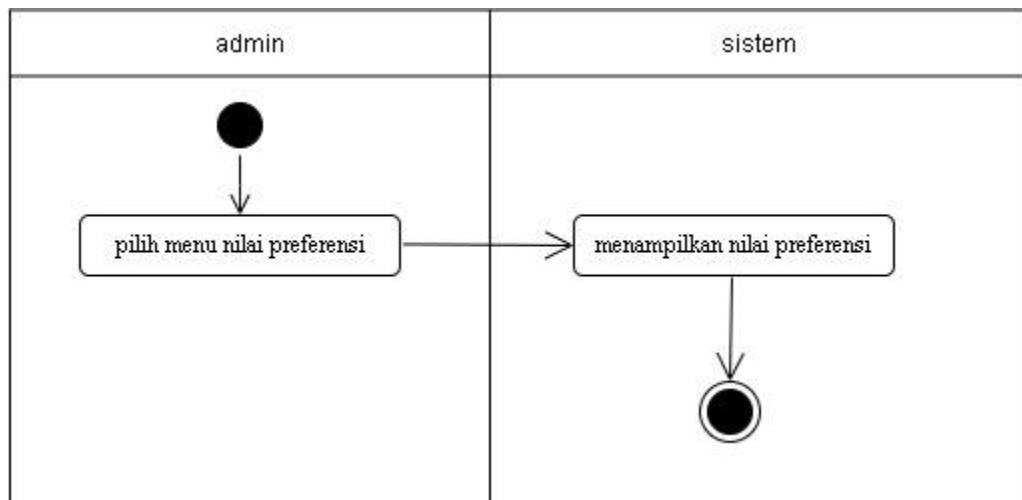 admin
sistem
pilih menu nilai preferensi
menampilkan nilai preferensi